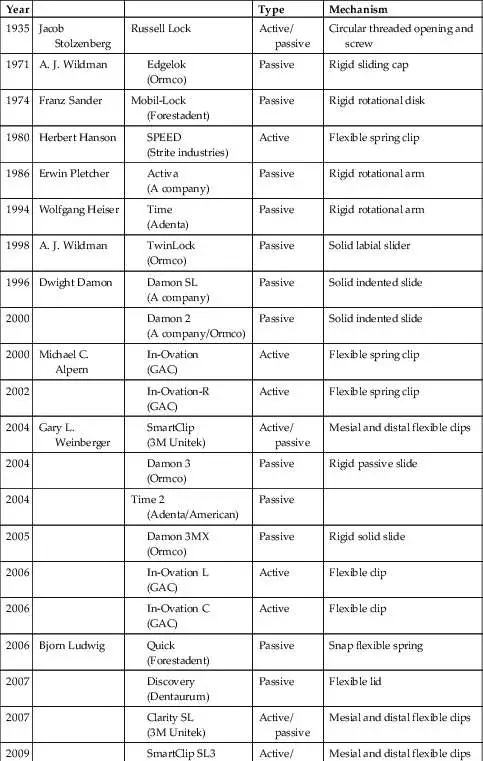 Year Type Mechanism
1935 Jacob Russell Lock Active/ Circular threaded opening and
Stolzenberg passive screw
1971 A. J. Wildman Edgelok Passive Rigid sliding cap
(Ormco)
1974 Franz Sander Mobil-Lock Passive Rigid rotational disk
(Forestadent)
1980 Herbert Hanson SPEED Active Flexible spring clip
(Strite industries)
1986 Erwin Pletcher Activa Passive Rigid rotational arm
(A company)
1994 Wolfgang Heiser Time Passive Rigid rotational arm
(Adenta)
1998 A. J. Wildman TwinLock Passive Solid labial slider
(Ormco)
1996 Dwight Damon Damon SL Passive Solid indented slide
(A company)
2000 Damon 2 Passive Solid indented slide
(A company/Ormco)
2000 Michael C. In-Ovation Active Flexible spring clip
Alpern (GAC)
2002 In-Ovation-R Active Flexible spring clip
(GAC)
2004 Gary L. SmartClip Active/ Mesial and distal flexible clips
Weinberger (3M Unitek) passive
2004 Damon 3 Passive Rigid passive slide
(Ormco)
2004 Time 2 Passive
(Adenta/American)
2005 Damon 3MX Passive Rigid solid slide
(Ormco)
2006 In-Ovation L Active Flexible clip
(GAC)
2006 In-Ovation C Active Flexible clip
(GAC)
2006 Bjorn Ludwig Quick Passive Snap flexible spring
(Forestadent)
2007 Discovery Passive Flexible lid
(Dentaurum)
2007 Clarity SL Active/ Mesial and distal flexible clips
(3M Unitek) passive
2009 SmartClip SL3 Active/ Mesial and distal flexible clips